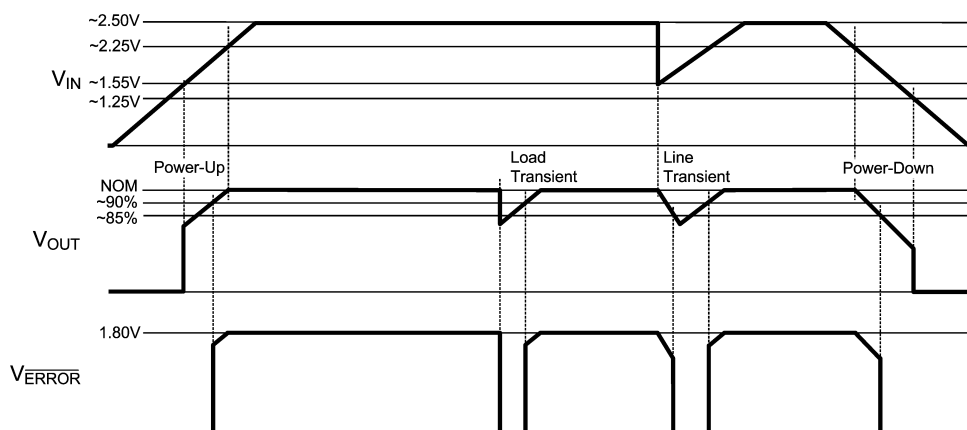 ~2.50V
~2.25V
VIN
~1.55V
~1.25V
Power-Up
Load
Transient
Line
Transient
Power-Down
NOM
~90%
~85%
VOUT
1.80V
VERROR